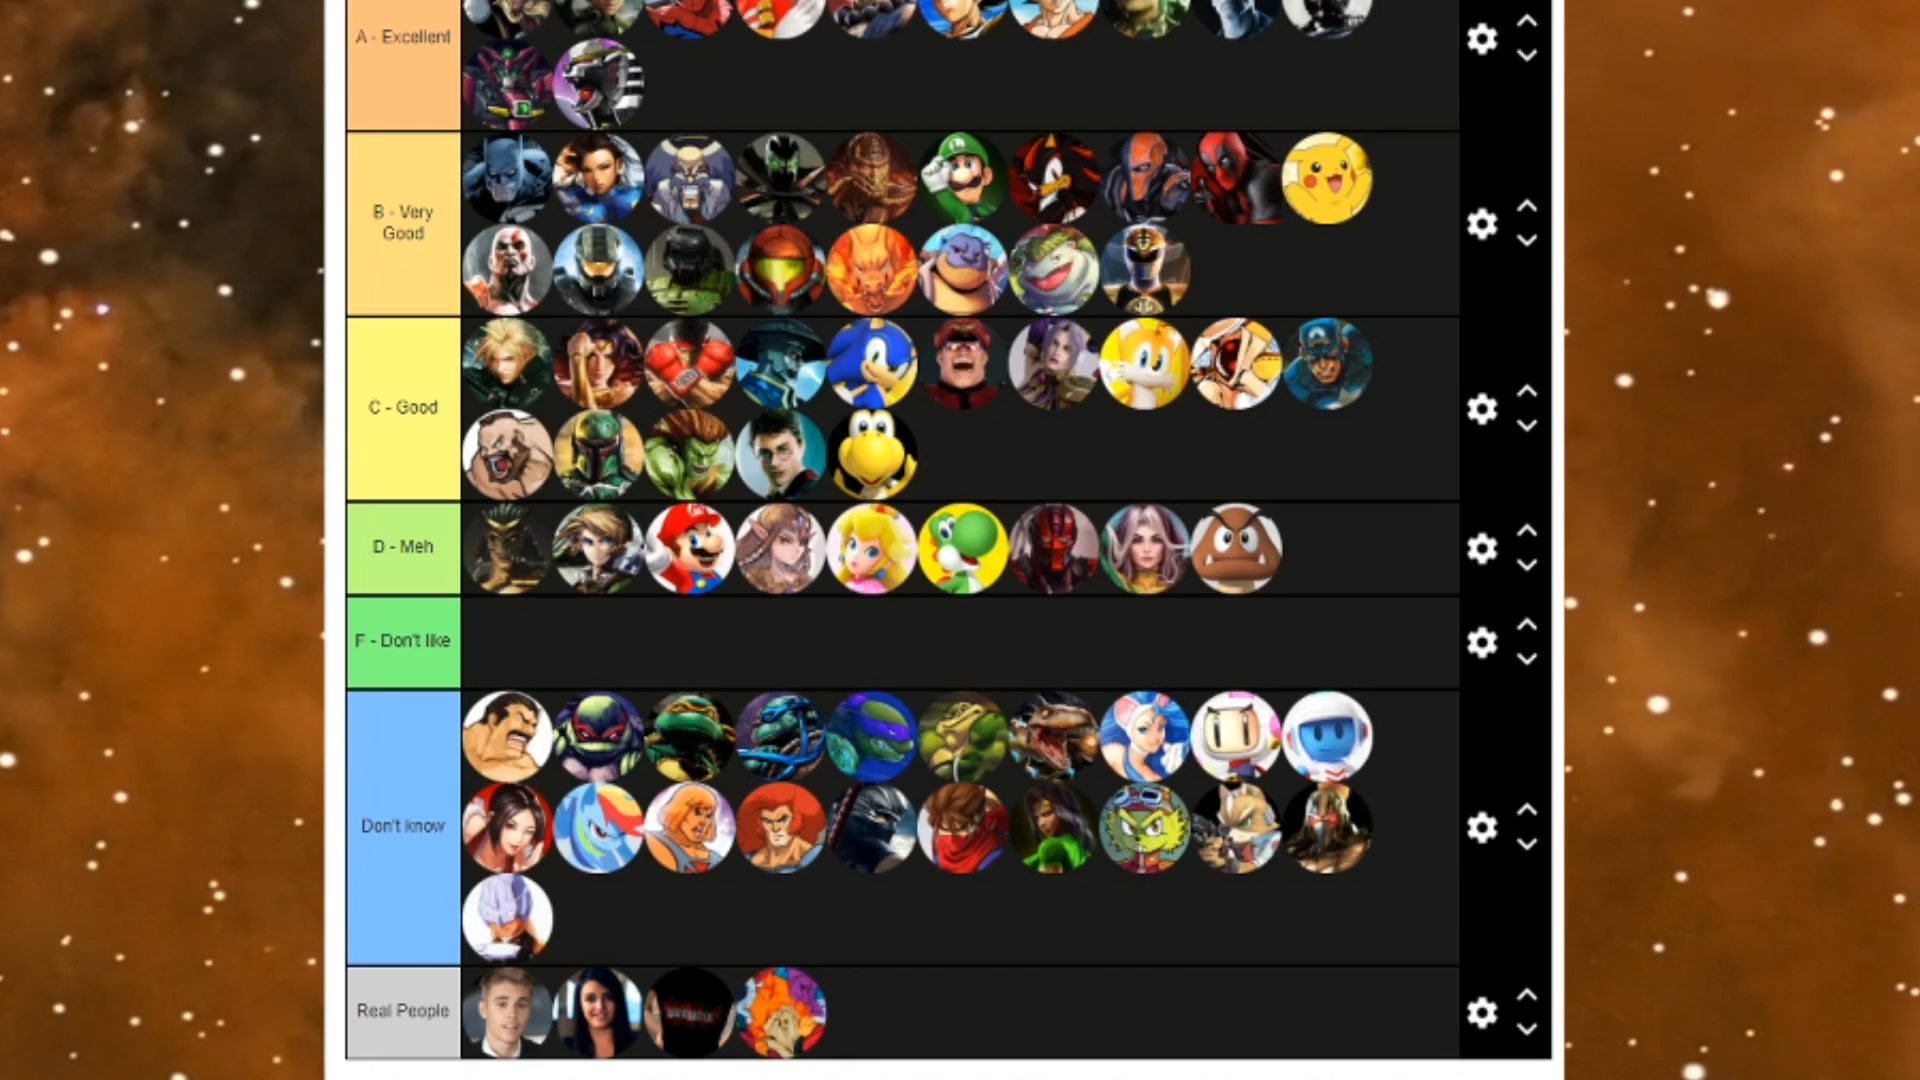 A - Excellent
B - Very
Good
C - Good
D - Meh
F - Don't like
Don't know
Real People